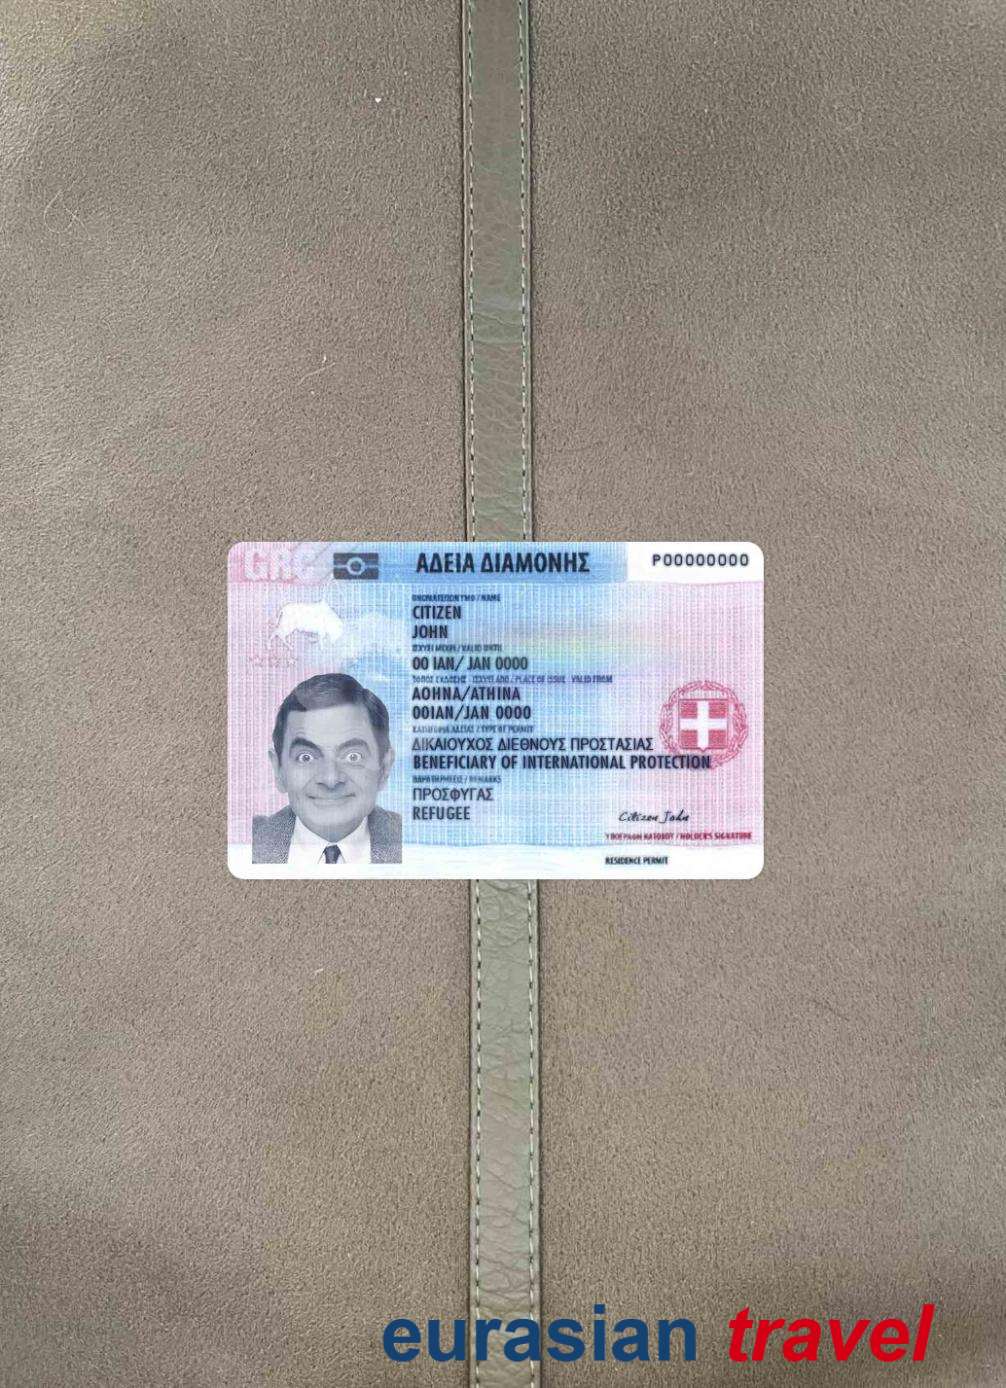 GRC
ΑΔΕΙΑ ΔΙΑΜΟΝΗΣ
P00000000
ΟΝΟΜΑΤΕΠΩΝΥΜΟ / NAME
CITIZEN
JOHN
ΙΣΧΥΕΙ ΜΕΧΡΙ / VALID UNTIL
00 ΙΑΝ/ JAN 0000
ΤΟΠΟΣ ΕΚΔΟΣΗΣ - ΙΣΧΥΕΙ ΑΠΟ / PLACE OF ISSUE - VALID FROM
ΑΘΗΝΑ/ATHINA
00ΙΑΝ/JAN 0000
ΚΑΤΗΓΟΡΙΑ ΑΔΕΙΑΣ / TYPE OF PERMIT
ΔΙΚΑΙΟΥΧΟΣ ΔΙΕΘΝΟΥΣ ΠΡΟΣΤΑΣΙΑΣ
BENEFICIARY OF INTERNATIONAL PROTECTION
ΠΑΡΑΤΗΡΗΣΕΙΣ / REMARKS
ΠΡΟΣΦΥΓΑΣ
REFUGEE
Citizen John
ΥΠΟΓΡΑΦΗ ΚΑΤΟΧΟΥ / HOLDER'S SIGNATURE
RESIDENCE PERMIT
eurasian travel